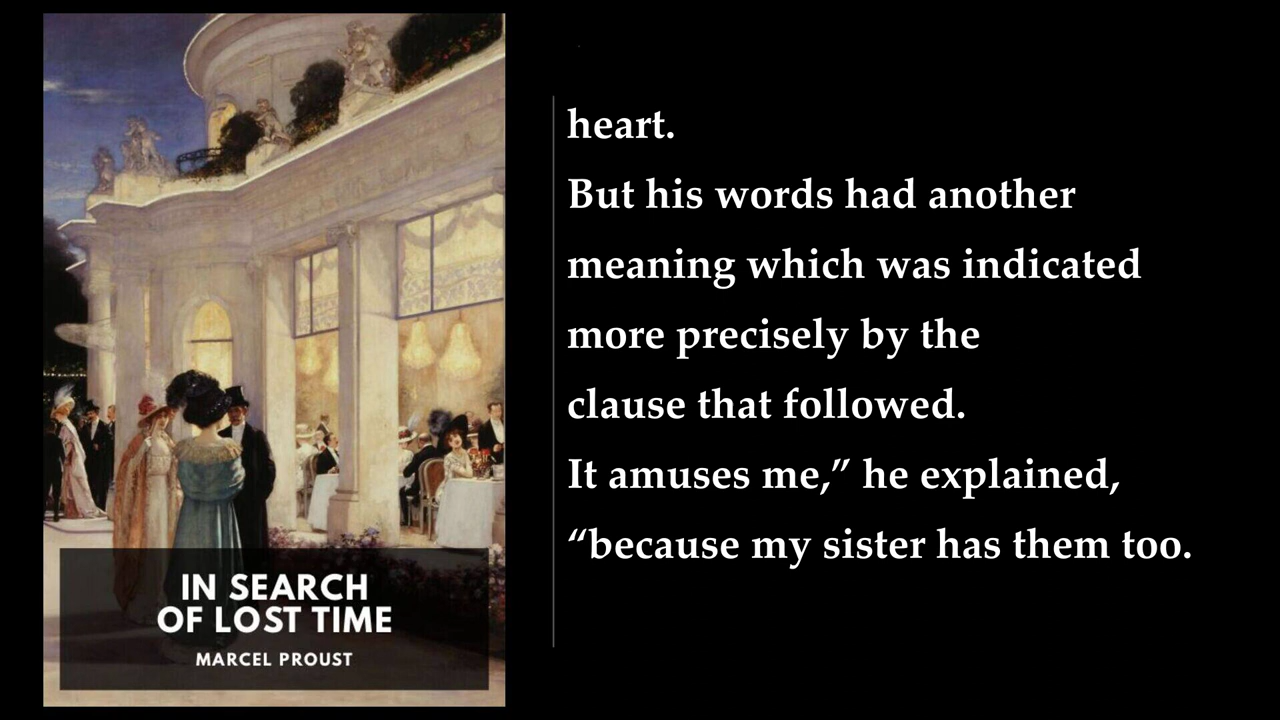 IN SEARCH
OF LOST TIME
MARCEL PROUST
heart.
But his words had another
meaning which was indicated
more precisely by the
clause that followed.
It amuses me,” he explained,
“because my sister has them too.